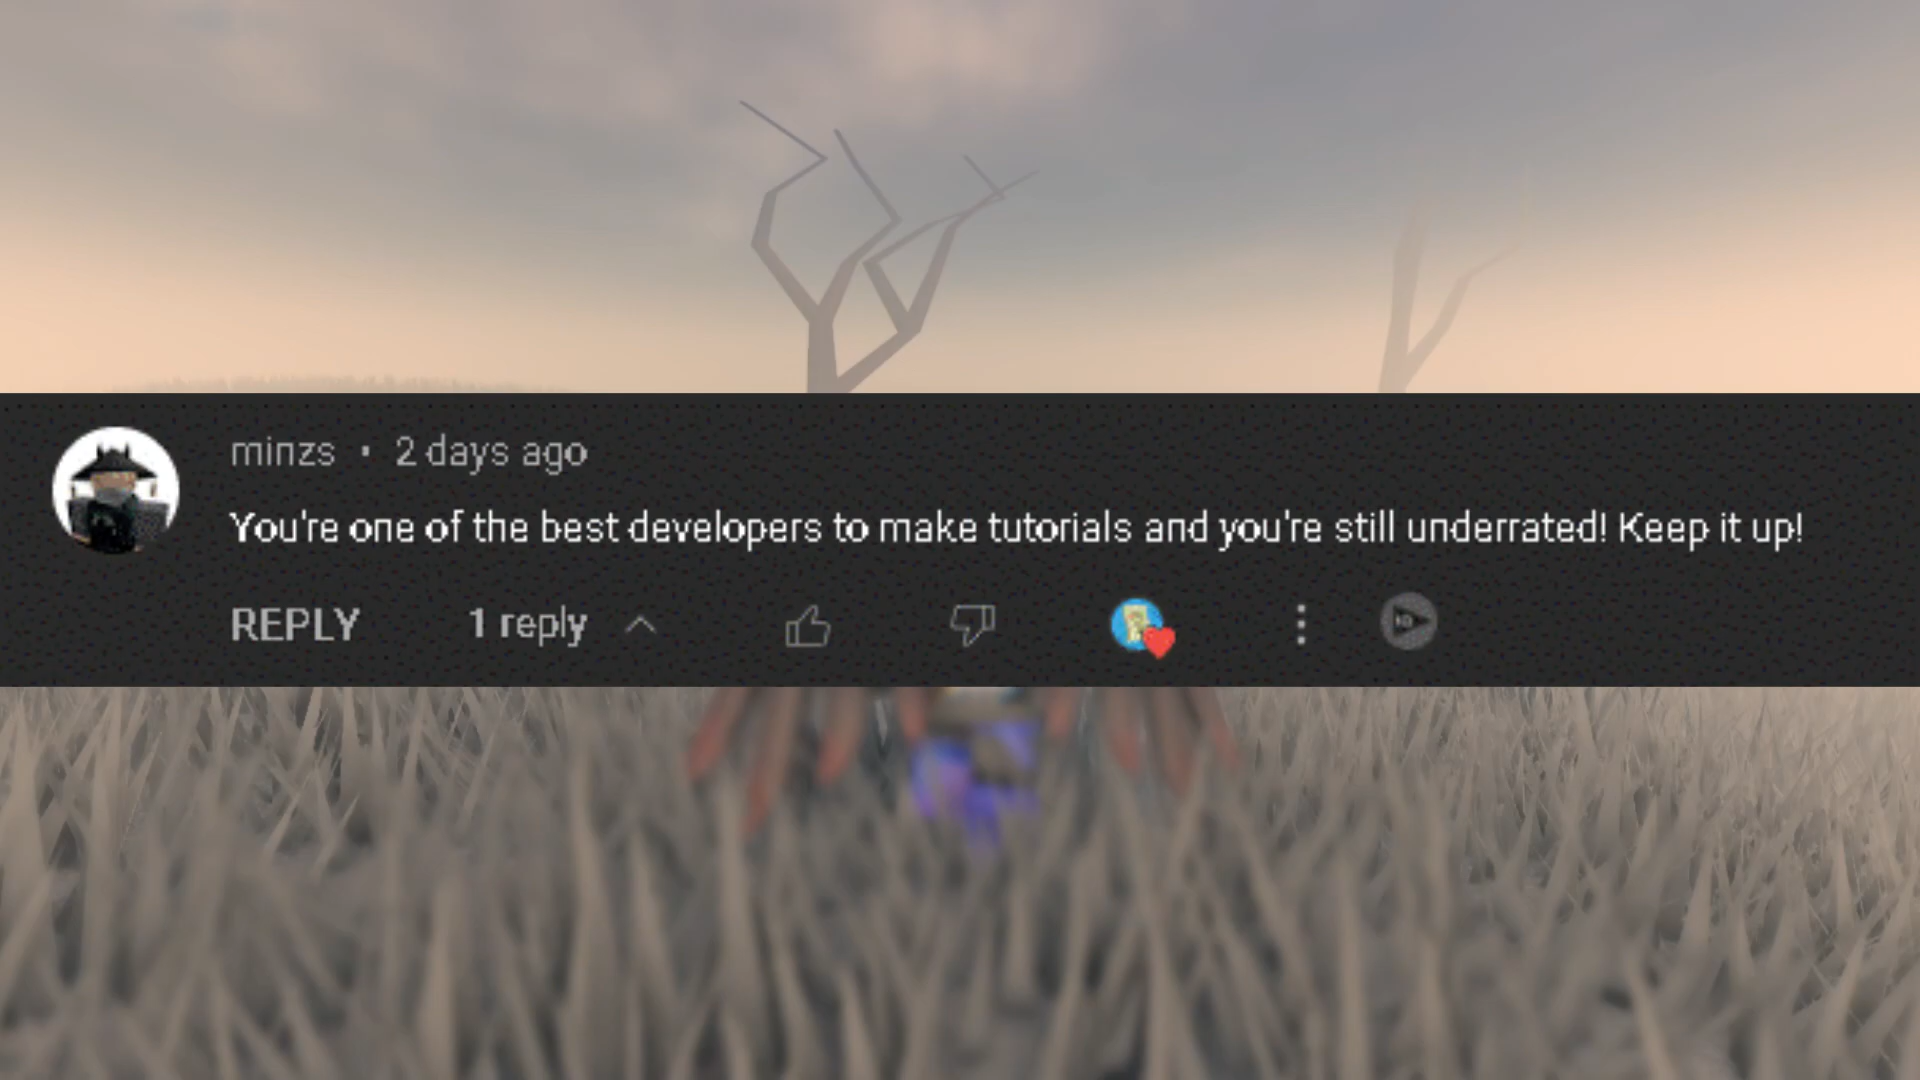 minzs · 2 days ago
You're one of the best developers to make tutorials and you're still underrated! Keep it up!
REPLY 1 reply